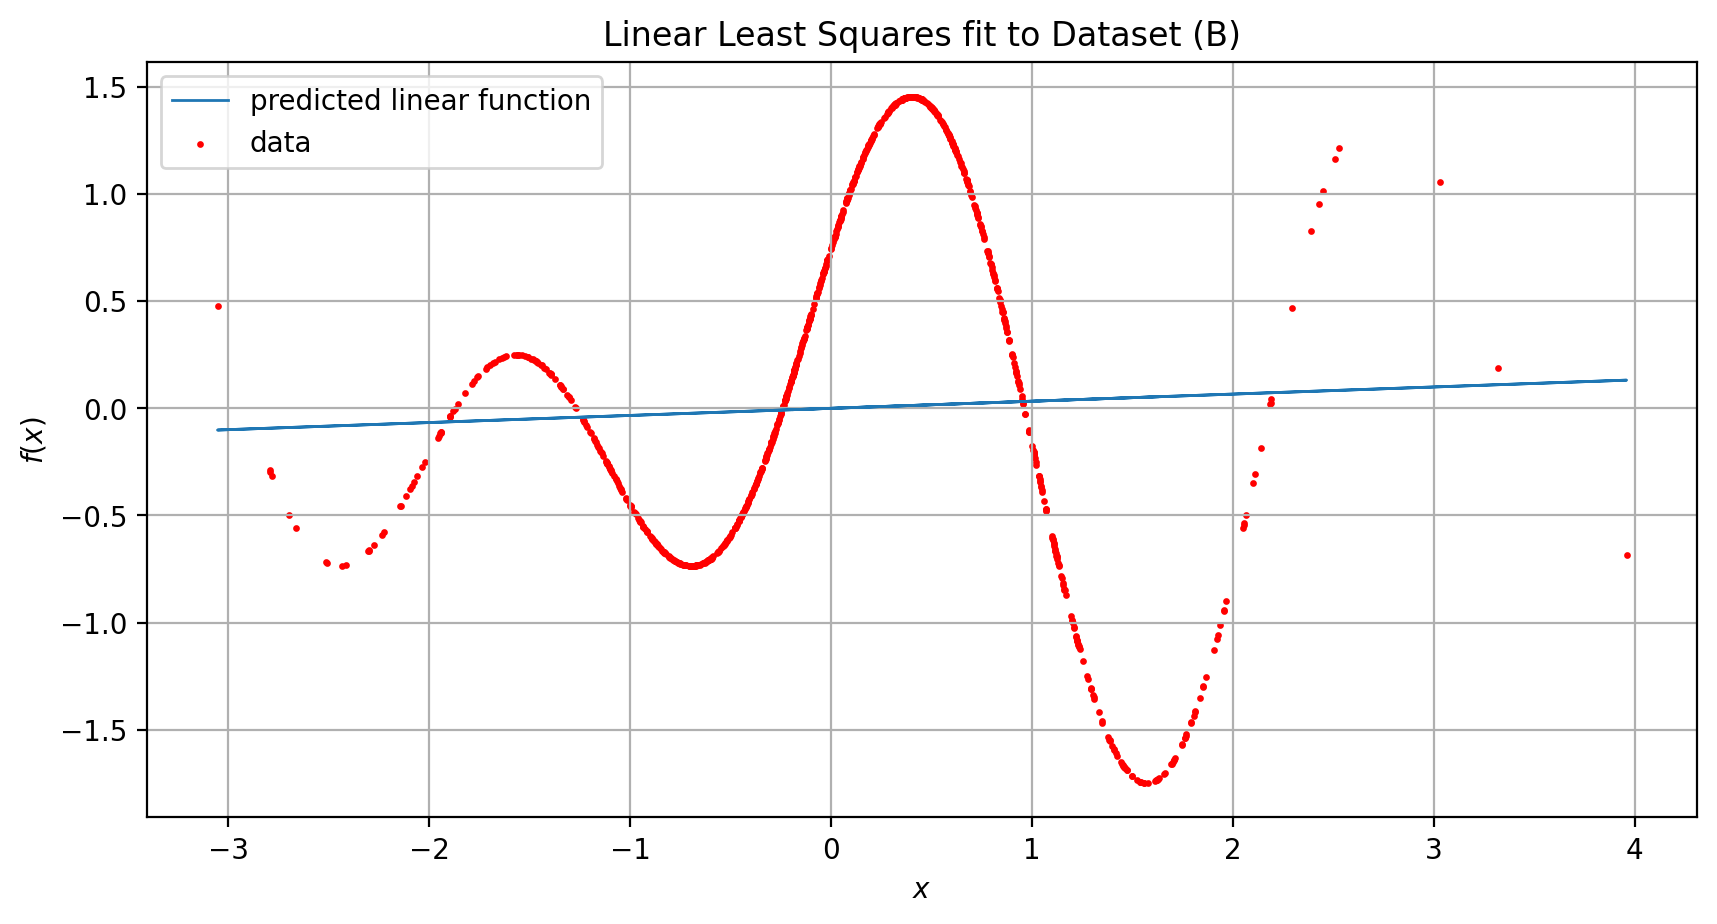 Linear Least Squares fit to Dataset (B)
predicted linear function
data
1.5
1.0
0.5
0.0
−0.5
−1.0
−1.5
f(x)
−3 −2 −1 0 1 2 3 4
x